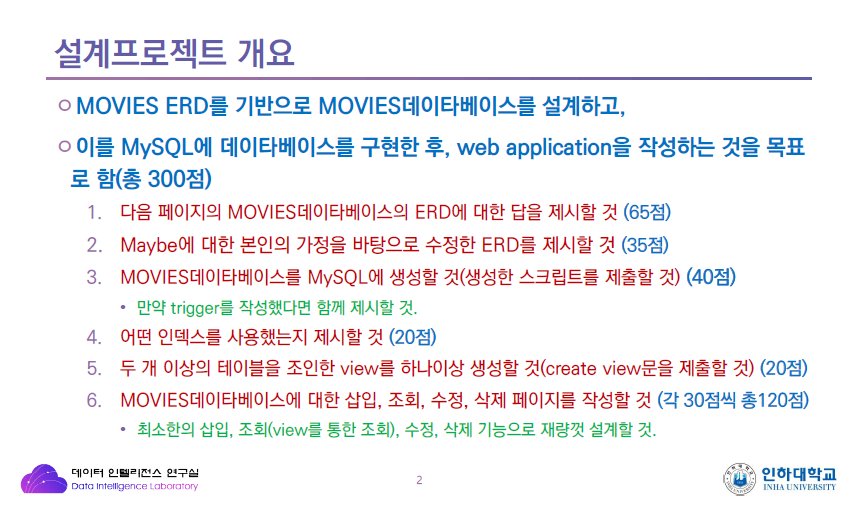 설계프로젝트 개요
○ MOVIES ERD를 기반으로 MOVIES데이타베이스를 설계하고,
○ 이를 MySQL에 데이타베이스를 구현한 후, web application을 작성하는 것을 목표
로 함(총 300점)
1. 다음 페이지의 MOVIES데이타베이스의 ERD에 대한 답을 제시할 것 (65점)
2. Maybe에 대한 본인의 가정을 바탕으로 수정한 ERD를 제시할 것 (35점)
3. MOVIES데이타베이스를 MySQL에 생성할 것(생성한 스크립트를 제출할 것) (40점)
• 만약 trigger를 작성했다면 함께 제시할 것.
4. 어떤 인덱스를 사용했는지 제시할 것 (20점)
5. 두 개 이상의 테이블을 조인한 view를 하나이상 생성할 것(create view문을 제출할 것) (20점)
6. MOVIES데이타베이스에 대한 삽입, 조회, 수정, 삭제 페이지를 작성할 것 (각 30점씩 총120점)
• 최소한의 삽입, 조회(view를 통한 조회), 수정, 삭제 기능으로 재량껏 설계할 것.
데이터 인텔리전스 연구실
Data Intelligence Laboratory
2
인하대학교
INHA UNIVERSITY